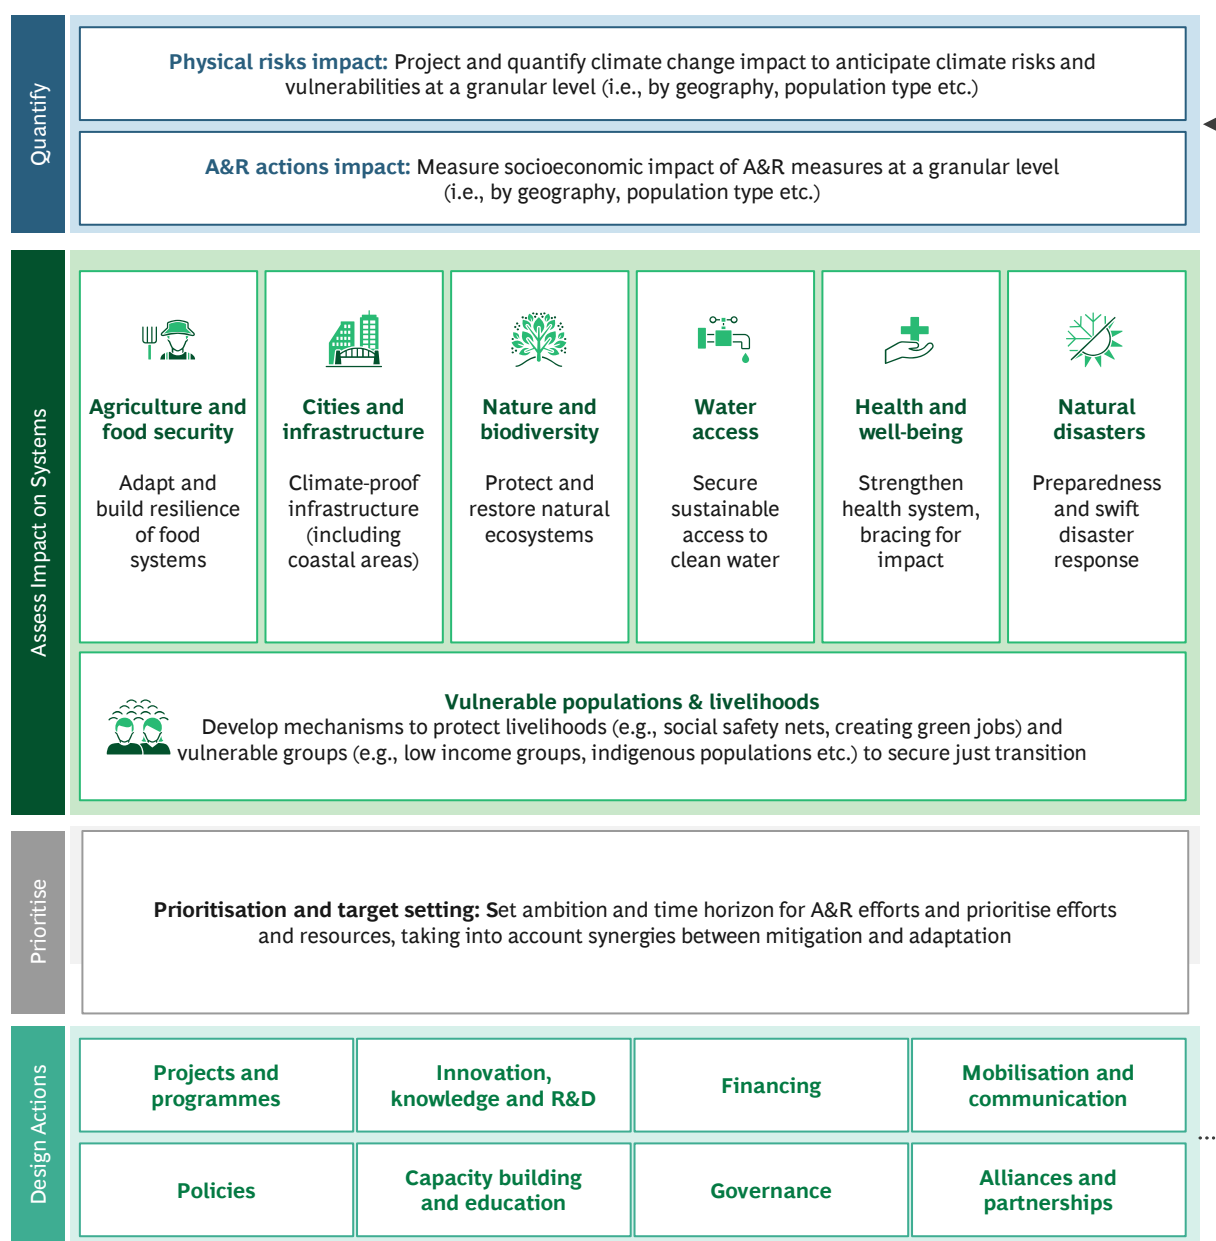 Quantify
Physical risks impact: Project and quantify climate change impact to anticipate climate risks and
vulnerabilities at a granular level (i.e., by geography, population type etc.)
A&R actions impact: Measure socioeconomic impact of A&R measures at a granular level
(i.e., by geography, population type etc.)
Assess Impact on Systems
Agriculture and
food security
Adapt and
build resilience
of food
systems
Cities and
infrastructure
Climate-proof
infrastructure
(including
coastal areas)
Nature and
biodiversity
Protect and
restore natural
ecosystems
Water
access
Secure
sustainable
access to
clean water
Health and
well-being
Strengthen
health system,
bracing for
impact
Natural
disasters
Preparedness
and swift
disaster
response
Vulnerable populations & livelihoods
Develop mechanisms to protect livelihoods (e.g., social safety nets, creating green jobs) and
vulnerable groups (e.g., low income groups, indigenous populations etc.) to secure just transition
Prioritise
Prioritisation and target setting: Set ambition and time horizon for A&R efforts and prioritise efforts
and resources, taking into account synergies between mitigation and adaptation
Design Actions
Projects and
programmes
Innovation,
knowledge and R&D
Financing
Mobilisation and
communication
Policies
Capacity building
and education
Governance
Alliances and
partnerships